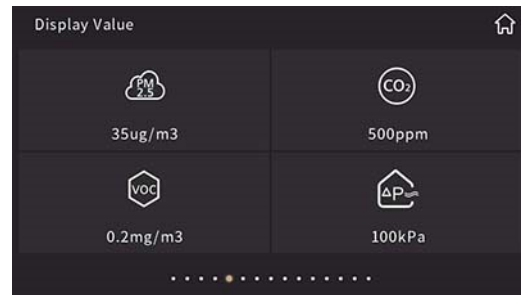 Display Value
PM
2.5
CO₂
35ug/m3
500ppm
VOC
ΔP
0.2mg/m3
100kPa